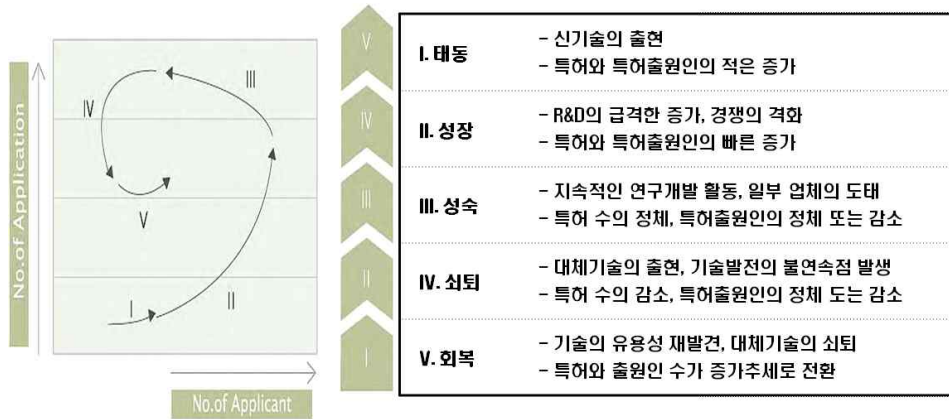 No.of Application
No.of Applicant
I
II
III
IV
V
V
IV
III
II
I
I. 태동
– 신기술의 출현
– 특허와 특허출원인의 적은 증가
II. 성장
– R&D의 급격한 증가, 경쟁의 격화
– 특허와 특허출원인의 빠른 증가
III. 성숙
– 지속적인 연구개발 활동, 일부 업체의 도태
– 특허 수의 정체, 특허출원인의 정체 또는 감소
IV. 쇠퇴
– 대체기술의 출현, 기술발전의 불연속점 발생
– 특허 수의 감소, 특허출원인의 정체 도는 감소
V. 회복
– 기술의 유용성 재발견, 대체기술의 쇠퇴
– 특허와 출원인 수가 증가추세로 전환